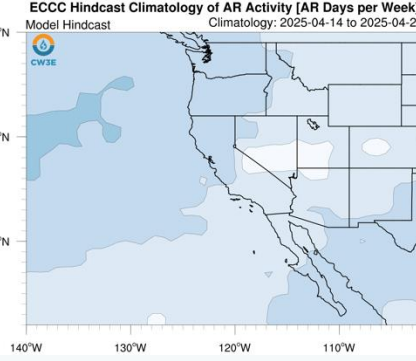 ECCC Hindcast Climatology of AR Activity [AR Days per Week]
Model Hindcast
Climatology: 2025-04-14 to 2025-04-2
CW3E
°N
°N
°N
140°W 130°W 120°W 110°W